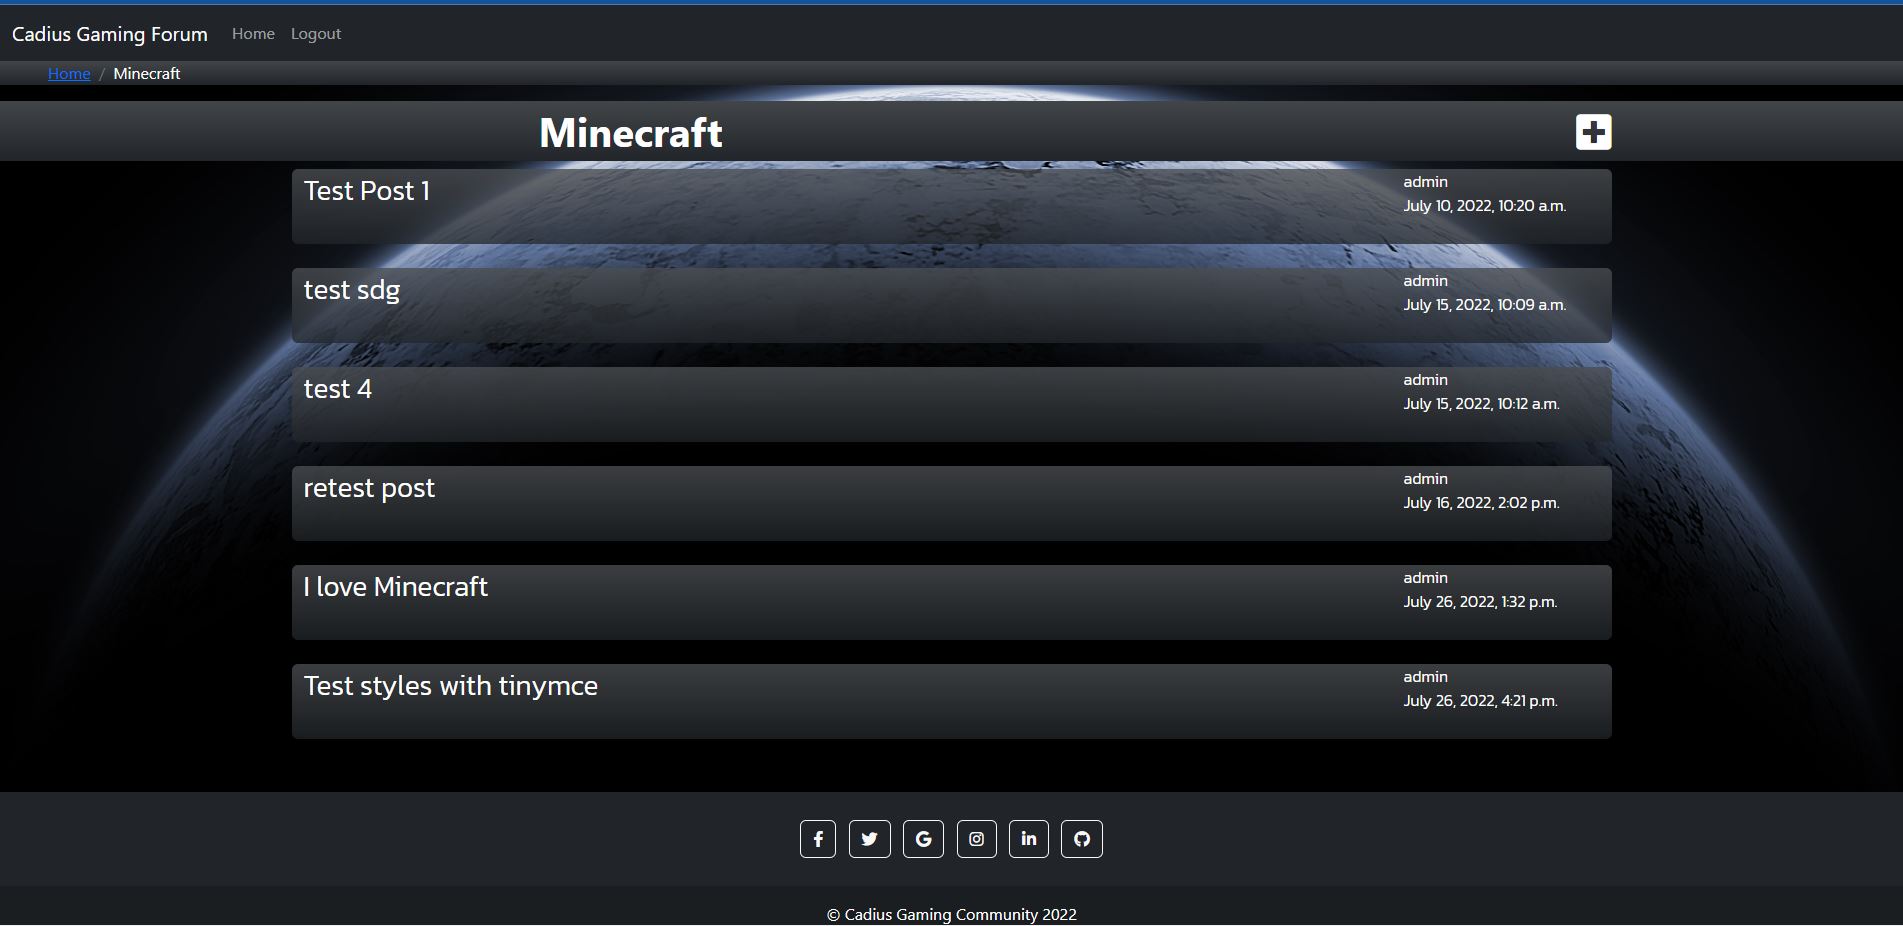 Cadius Gaming Forum Home Logout
Home / Minecraft
Minecraft
Test Post 1
admin
July 10, 2022, 10:20 a.m.
test sdg
admin
July 15, 2022, 10:09 a.m.
test 4
admin
July 15, 2022, 10:12 a.m.
retest post
admin
July 16, 2022, 2:02 p.m.
I love Minecraft
admin
July 26, 2022, 1:32 p.m.
Test styles with tinymce
admin
July 26, 2022, 4:21 p.m.
© Cadius Gaming Community 2022